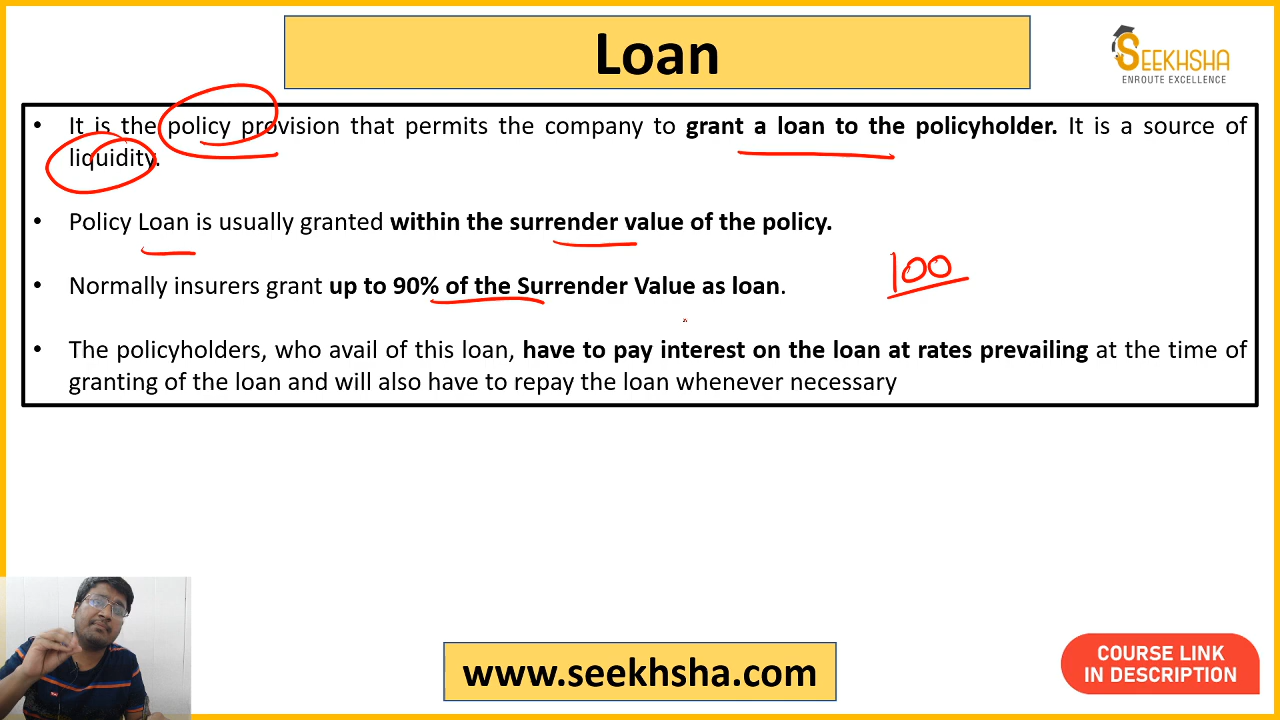 Loan
SEEKHSHA
ENROUTE EXCELLENCE
• It is the policy provision that permits the company to grant a loan to the policyholder. It is a source of
liquidity.
• Policy Loan is usually granted within the surrender value of the policy.
• Normally insurers grant up to 90% of the Surrender Value as loan.
100
• The policyholders, who avail of this loan, have to pay interest on the loan at rates prevailing at the time of
granting of the loan and will also have to repay the loan whenever necessary
www.seekhsha.com
COURSE LINK
IN DESCRIPTION